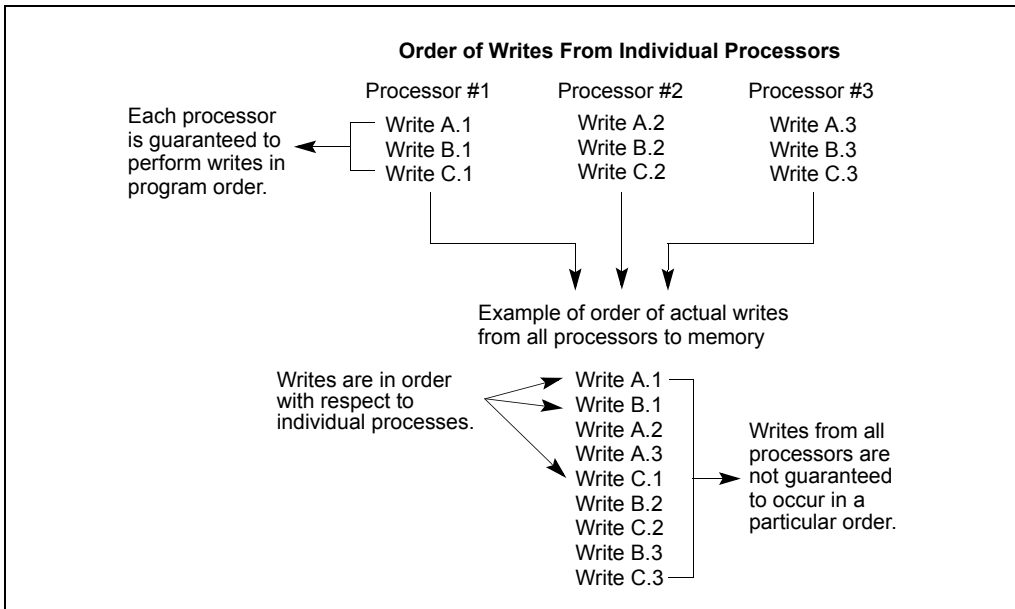 Order of Writes From Individual Processors
Processor #1
Processor #2
Processor #3
Each processor
is guaranteed to
perform writes in
program order.
Write A.1
Write B.1
Write C.1
Write A.2
Write B.2
Write C.2
Write A.3
Write B.3
Write C.3
Example of order of actual writes
from all processors to memory
Writes are in order
with respect to
individual processes.
Write A.1
Write B.1
Write A.2
Write A.3
Write C.1
Write B.2
Write C.2
Write B.3
Write C.3
Writes from all
processors are
not guaranteed
to occur in a
particular order.